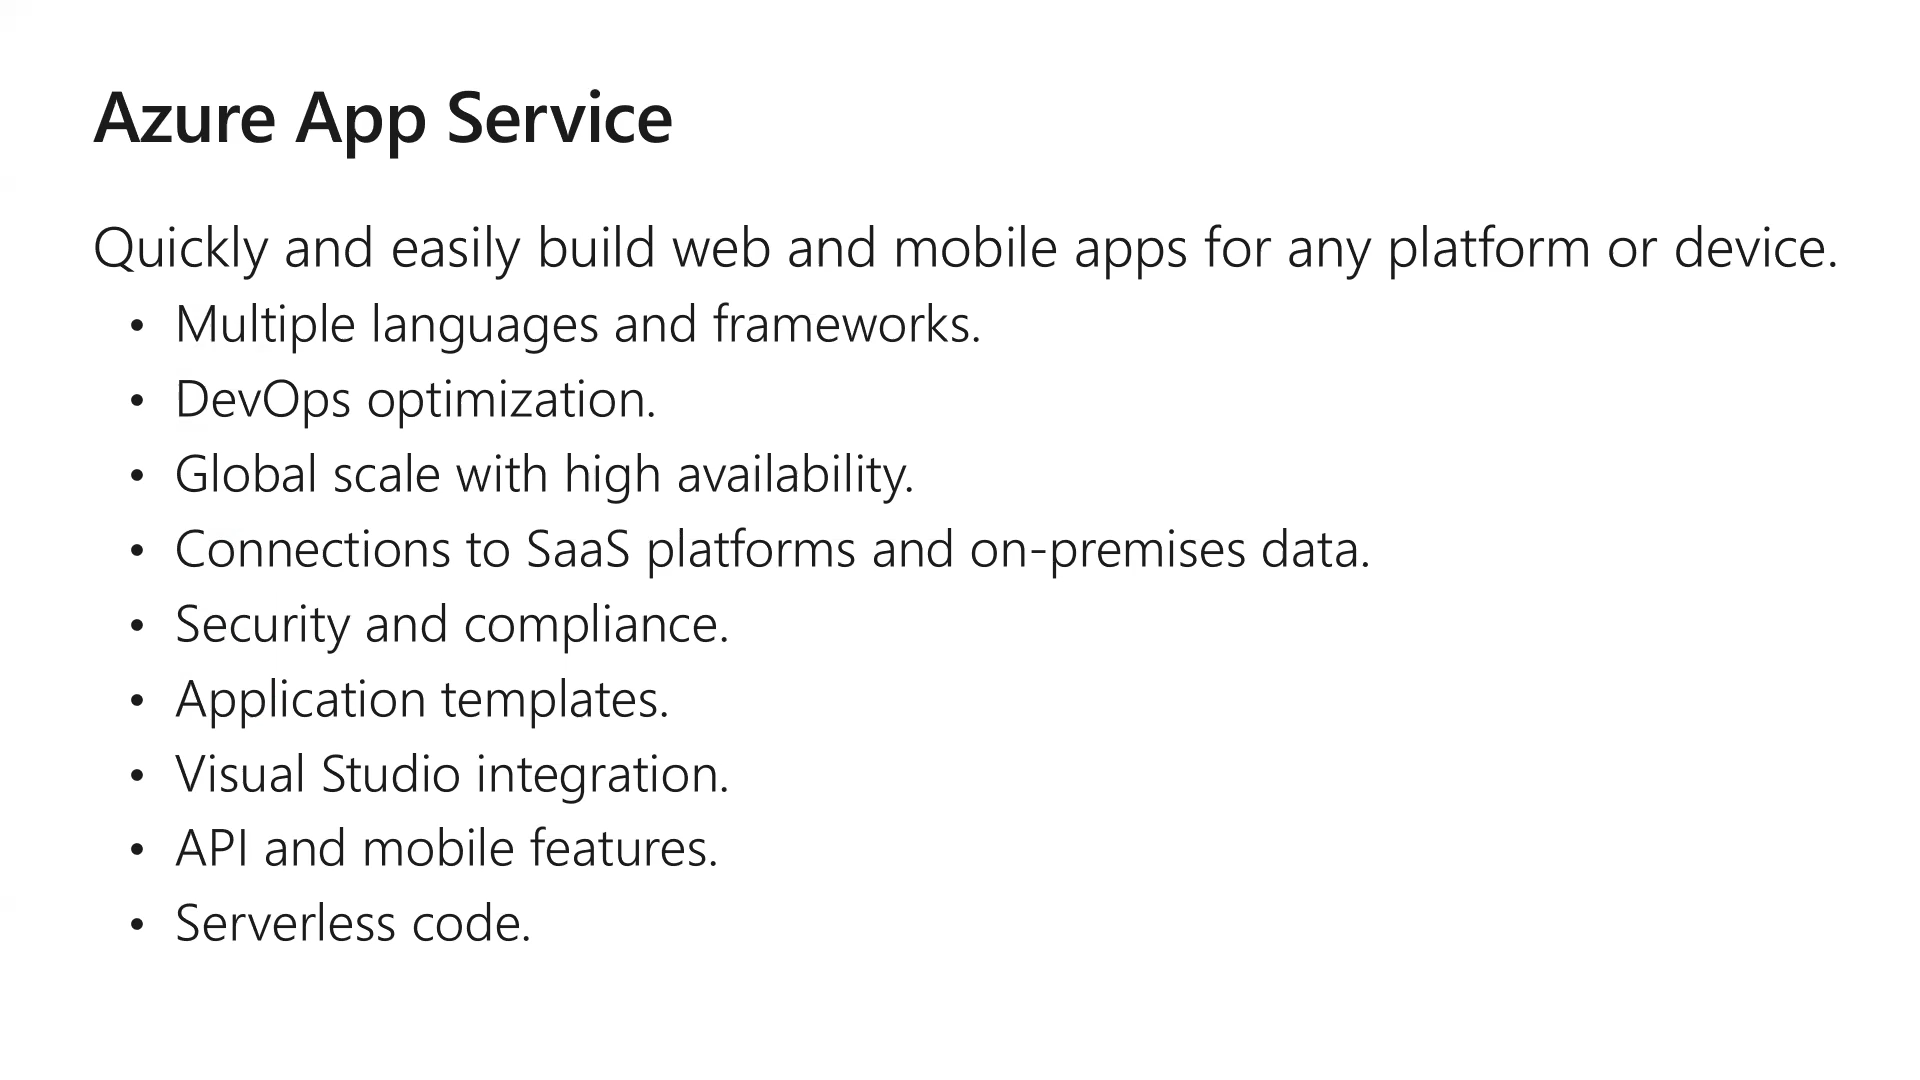 Azure App Service
Quickly and easily build web and mobile apps for any platform or device.
• Multiple languages and frameworks.
• DevOps optimization.
• Global scale with high availability.
• Connections to SaaS platforms and on-premises data.
• Security and compliance.
• Application templates.
• Visual Studio integration.
• API and mobile features.
• Serverless code.